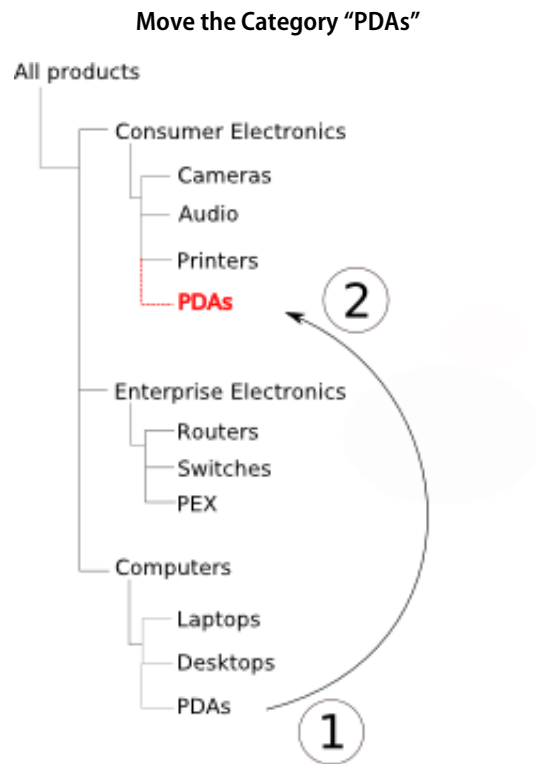 Move the Category “PDAs”
All products
Consumer Electronics
Cameras
Audio
Printers
PDAs
2
Enterprise Electronics
Routers
Switches
PEX
Computers
Laptops
Desktops
PDAs
1